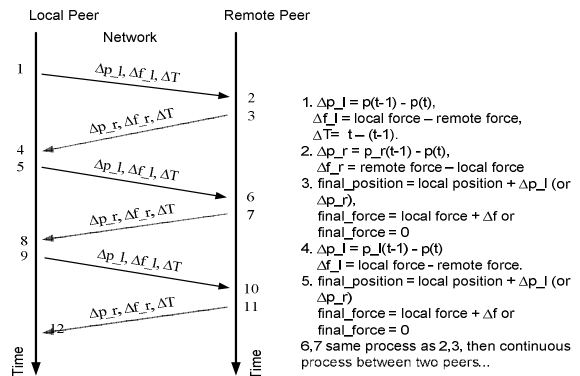 Local Peer
Remote Peer
Network
1
Δp_l, Δf_l, ΔT
2
3
Δp_r, Δf_r, ΔT
4
5
Δp_l, Δf_l, ΔT
6
7
Δp_r, Δf_r, ΔT
8
9
Δp_l, Δf_l, ΔT
10
11
Δp_r, Δf_r, ΔT
12
Time
Time
1. Δp_l = p(t-1) - p(t),
Δf_l = local force – remote force,
ΔT= t – (t-1).
2. Δp_r = p_r(t-1) - p(t),
Δf_r = remote force – local force
3. final_position = local position + Δp_l (or
Δp_r),
final_force = local force + Δf or
final_force = 0
4. Δp_l = p_l(t-1) - p(t)
Δf_l = local force - remote force.
5. final_position = local position + Δp_l (or
Δp_r)
final_force = local force + Δf or
final_force = 0
6,7 same process as 2,3, then continuous
process between two peers...